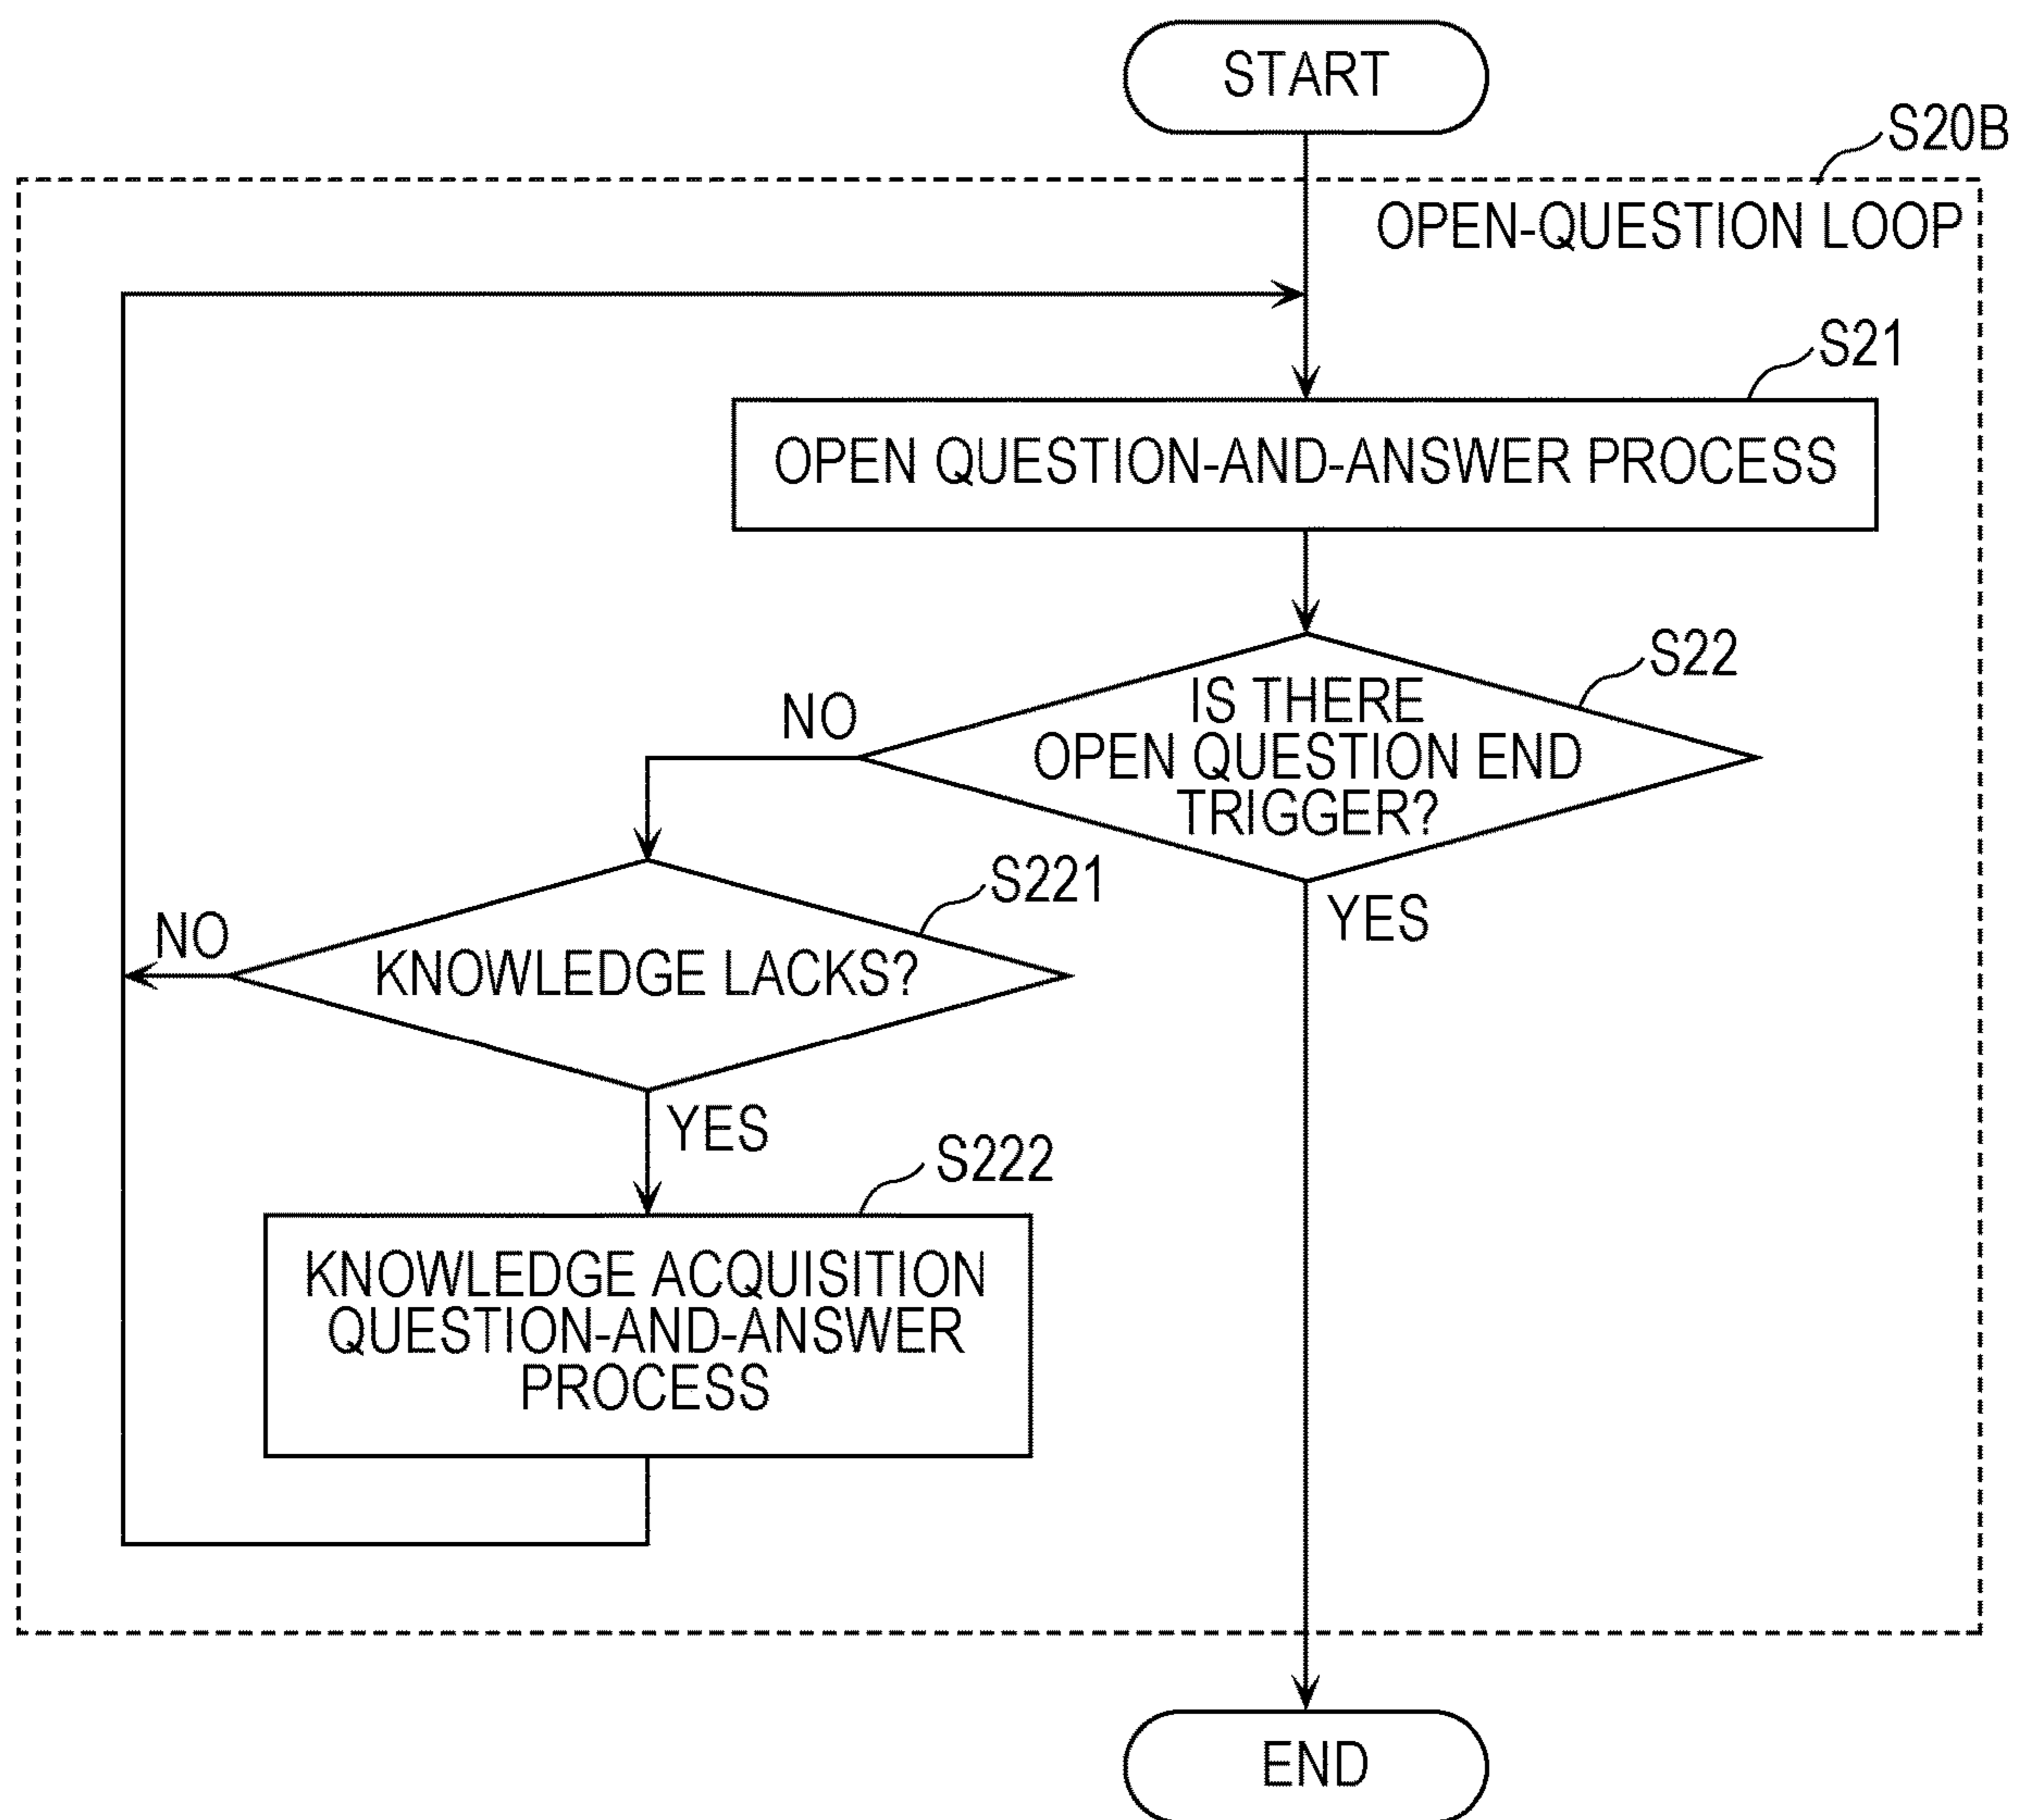 START
S20B
OPEN-QUESTION LOOP
S21
OPEN QUESTION-AND-ANSWER PROCESS
S22
IS THERE
OPEN QUESTION END
TRIGGER?
NO
YES
S221
KNOWLEDGE LACKS?
NO
YES
S222
KNOWLEDGE ACQUISITION
QUESTION-AND-ANSWER
PROCESS
END